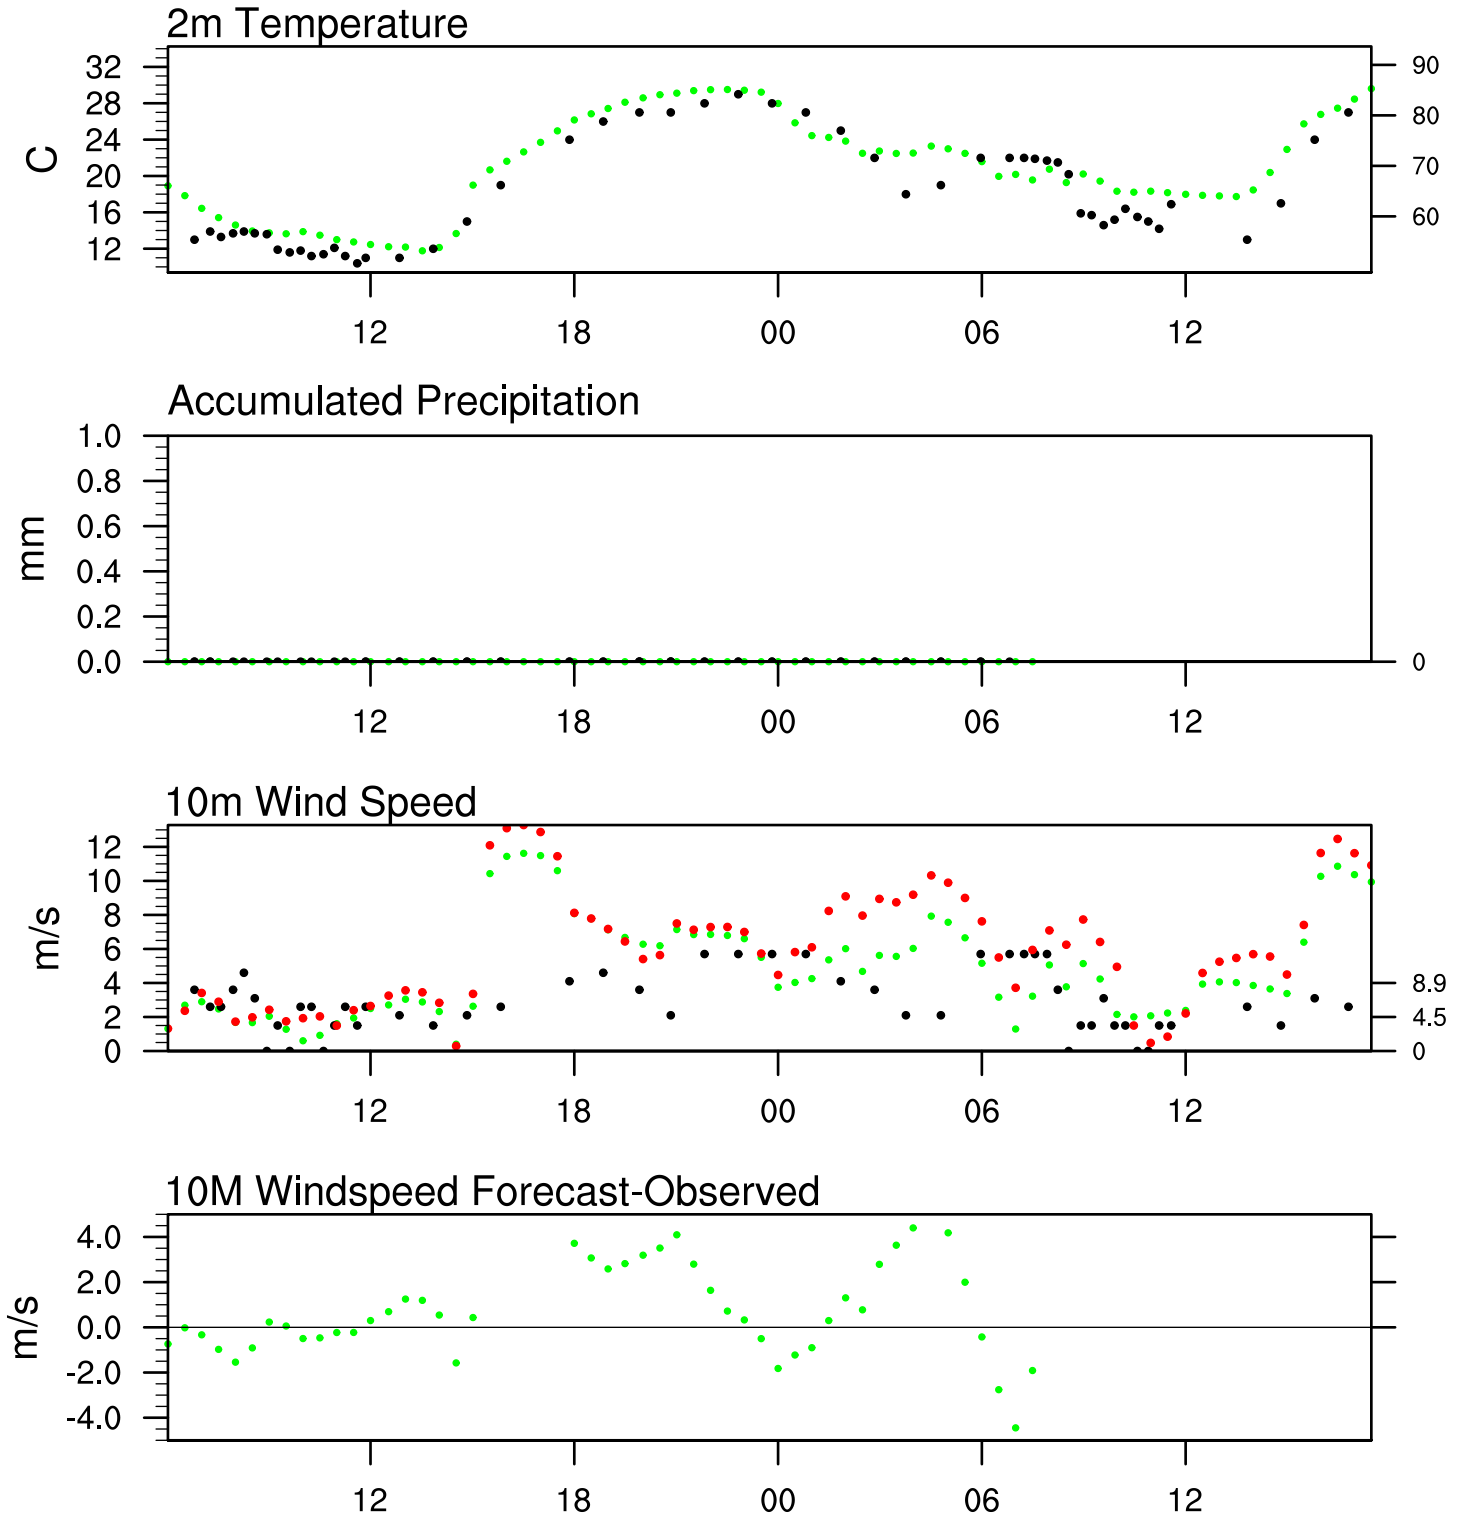 2m Temperature
32
28
24
20
16
12
C
90
80
70
60
12 18 00 06 12
Accumulated Precipitation
1.0
0.8
0.6
0.4
0.2
0.0
mm
0
12 18 00 06 12
10m Wind Speed
12
10
8
6
4
2
0
m/s
8.9
4.5
0
12 18 00 06 12
10M Windspeed Forecast-Observed
4.0
2.0
0.0
-2.0
-4.0
m/s
12 18 00 06 12